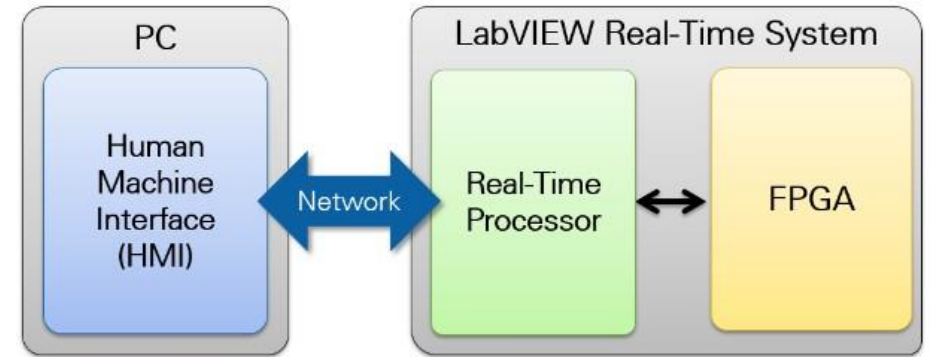 PC
Human
Machine
Interface
(HMI)
Network
LabVIEW Real-Time System
Real-Time
Processor
FPGA